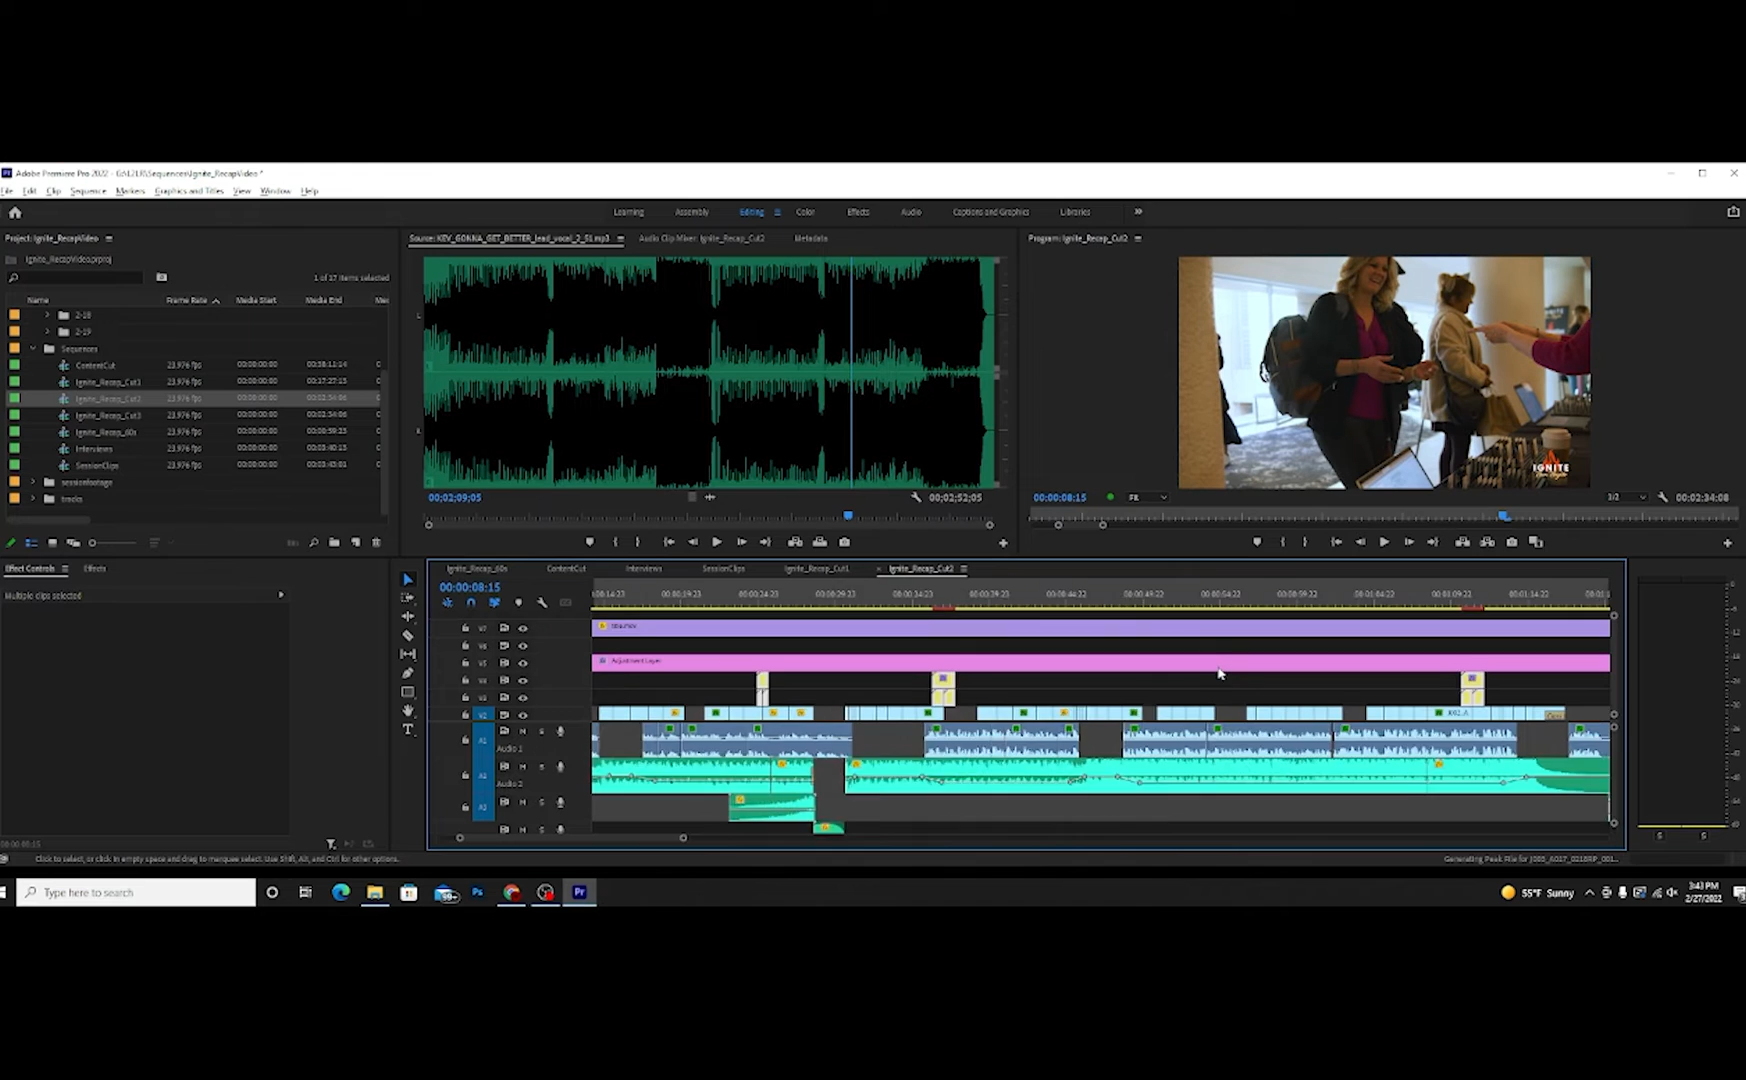 Adobe Premiere Pro 2022 - G:\L2LR\Sequences\Ignite_RecapVideo *
File Edit Clip Sequence Markers Graphics and Titles View Window Help
Learning Assembly Editing Color Effects Audio Captions and Graphics Libraries
Project: Ignite_RecapVideo
Ignite_RecapVideo.prproj
1 of 37 items selected
Name Frame Rate Media Start Media End
2-18
2-19
Sequences
ContentCut 23.976 fps 00:00:00:00 00:38:11:14
Ignite_Recap_Cut1 23.976 fps 00:00:00:00 00:17:27:15
Ignite_Recap_Cut2 23.976 fps 00:00:00:00 00:02:34:06
Ignite_Recap_Cut3 23.976 fps 00:00:00:00 00:02:34:06
Ignite_Recap_60s 23.976 fps 00:00:00:00 00:00:59:23
Interviews 23.976 fps 00:00:00:00 00:03:40:15
SessionClips 23.976 fps 00:00:00:00 00:03:43:01
sessionfootage
tracks
Source: KEV_GONNA_GET_BETTER_lead_vocal_2_51.mp3 Audio Clip Mixer: Ignite_Recap_Cut2 Metadata
L
R
00;02;09;05 00;02;52;05
Program: Ignite_Recap_Cut2
IGNITE
00:00:08:15 Fit 1/2 00:02:34:08
Effect Controls Effects
Multiple clips selected
00:00:08:15
Ignite_Recap_60s ContentCut Interviews SessionClips Ignite_Recap_Cut1 Ignite_Recap_Cut2
00:00:08:15
00:00:19:23 00:00:24:23 00:00:29:23 00:00:34:23 00:00:39:23 00:00:44:22 00:00:49:22 00:00:54:22 00:00:59:22 00:01:04:22 00:01:09:22 00:01:14:22
V7
V6
V5 Adjustment Layer
V4
V3
V2
A1 M S
Audio 1
A2 M S
Audio 2
A3 M S
M S
Click to select, or click in empty space and drag to marquee select. Use Shift, Alt, and Ctrl for other options.
S S
Type here to search
99+
Ps
Pr
55°F Sunny
3:43 PM
2/27/2022